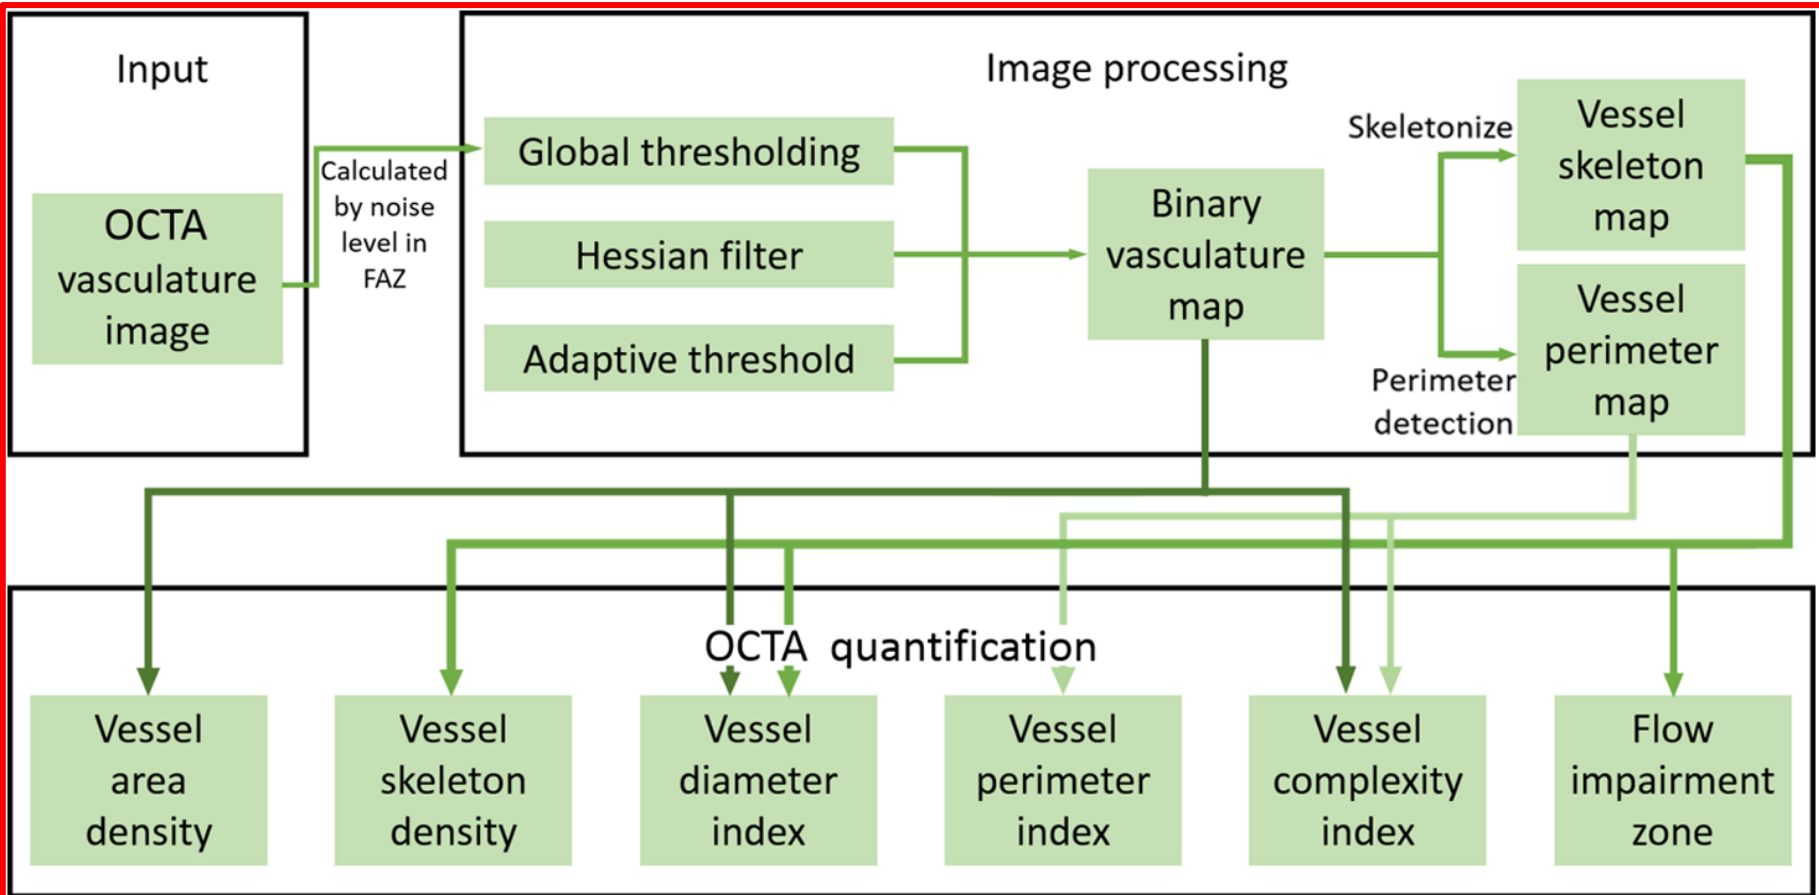 Input
OCTA
vasculature
image
Calculated
by noise
level in
FAZ
Image processing
Global thresholding
Hessian filter
Adaptive threshold
Binary
vasculature
map
Skeletonize
Vessel
skeleton
map
Perimeter
detection
Vessel
perimeter
map
OCTA quantification
Vessel
area
density
Vessel
skeleton
density
Vessel
diameter
index
Vessel
perimeter
index
Vessel
complexity
index
Flow
impairment
zone